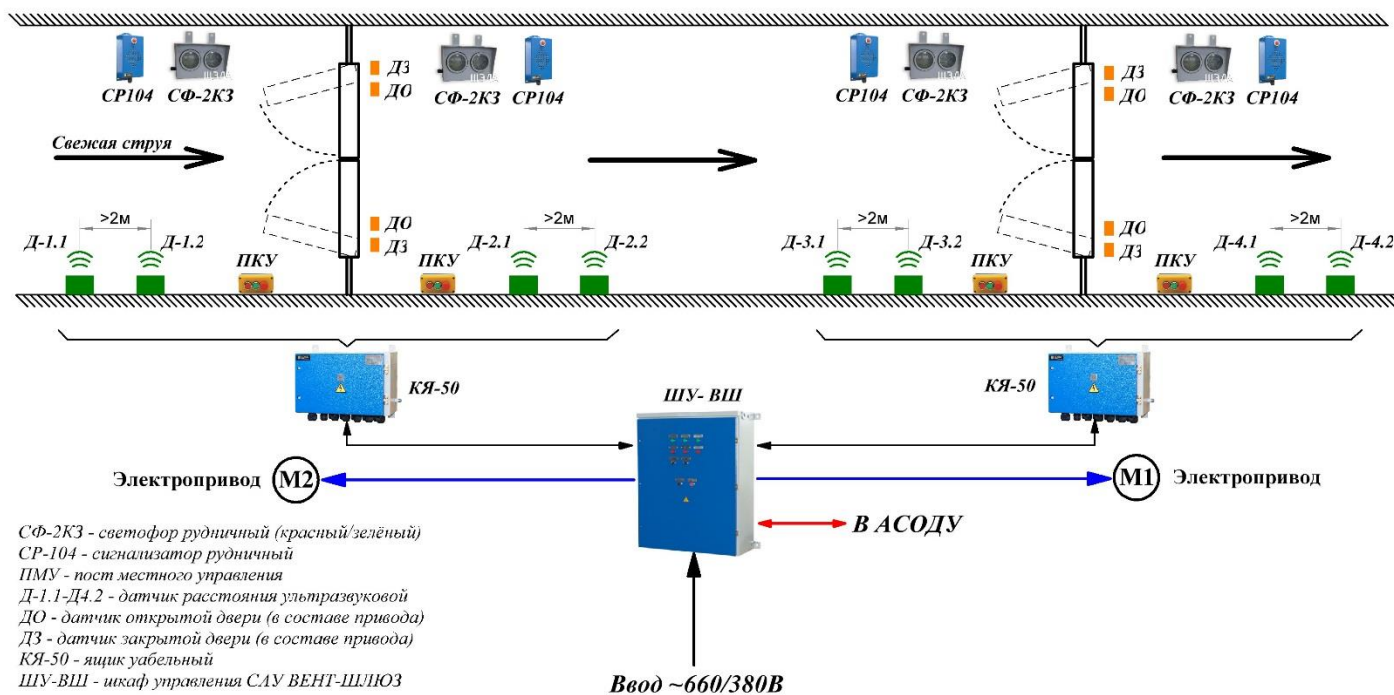 СР104
СФ-2КЗ
ДЗ
ДО
СФ-2КЗ
СР104
СР104
СФ-2КЗ
ДЗ
ДО
СФ-2КЗ
СР104
Свежая струя
ДО
ДЗ
ДО
ДЗ
Д-1.1
>2м
Д-1.2
ПКУ
ПКУ
Д-2.1
>2м
Д-2.2
Д-3.1
>2м
Д-3.2
ПКУ
ПКУ
Д-4.1
>2м
Д-4.2
КЯ-50
ШУ- ВШ
КЯ-50
Электропривод
М2
М1
Электропривод
В АСОДУ
СФ-2КЗ - светофор рудничный (красный/зелёный)
СР-104 - сигнализатор рудничный
ПМУ - пост местного управления
Д-1.1-Д4.2 - датчик расстояния ультразвуковой
ДО - датчик открытой двери (в составе привода)
ДЗ - датчик закрытой двери (в составе привода)
КЯ-50 - ящик уабельный
ШУ-ВШ - шкаф управления САУ ВЕНТ-ШЛЮЗ
Ввод ~660/380В